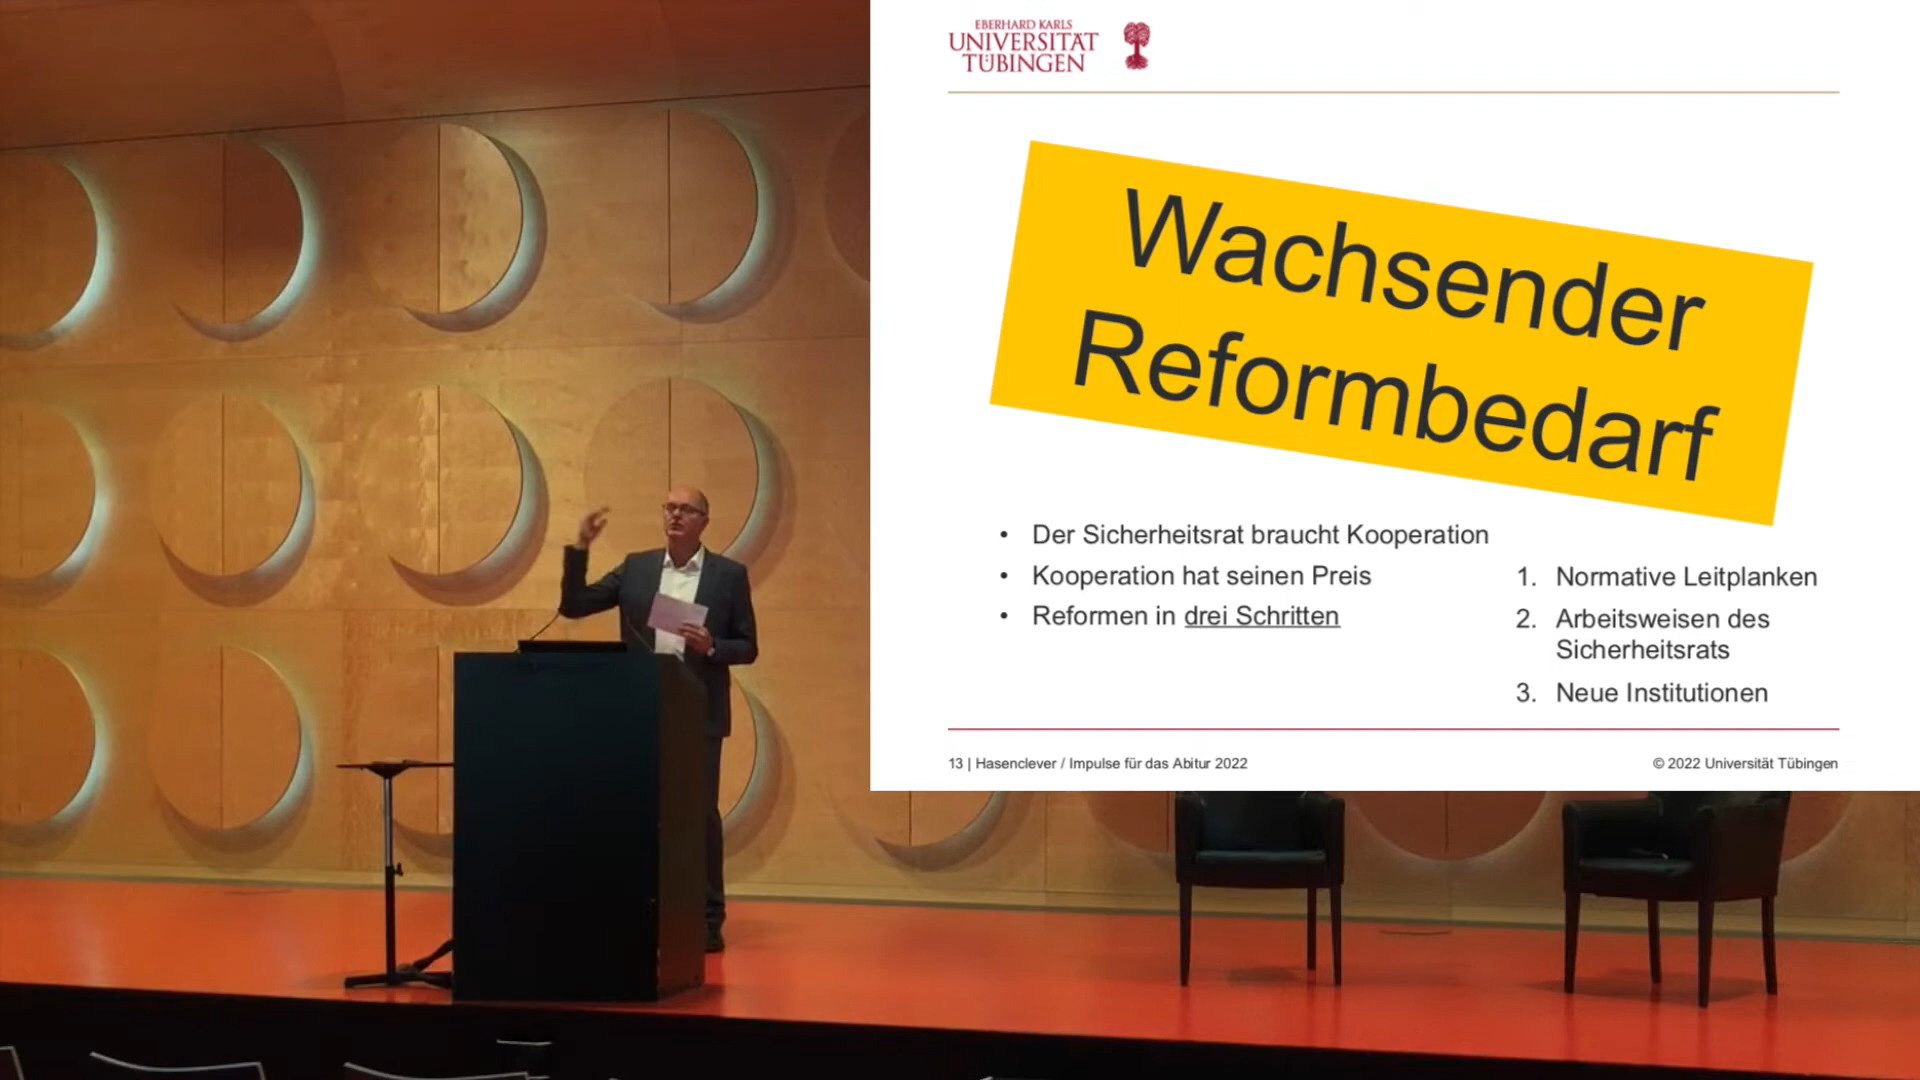 EBERHARD KARLS
UNIVERSITÄT
TÜBINGEN
Wachsender
Reformbedarf
• Der Sicherheitsrat braucht Kooperation
• Kooperation hat seinen Preis
• Reformen in drei Schritten
1. Normative Leitplanken
2. Arbeitsweisen des
Sicherheitsrats
3. Neue Institutionen
13 | Hasenclever / Impulse für das Abitur 2022
© 2022 Universität Tübingen